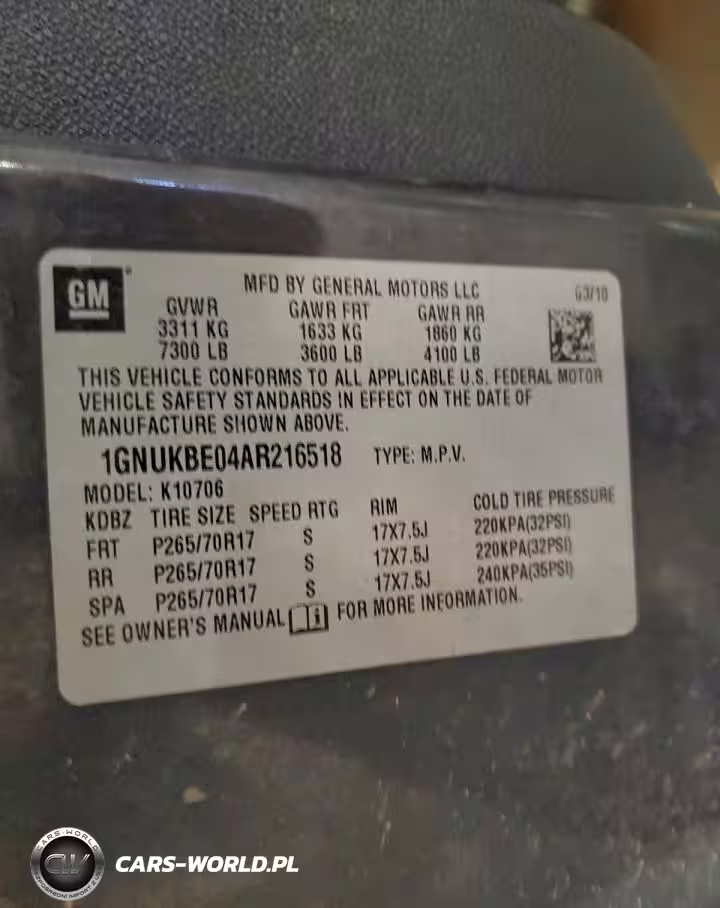 GM
MFD BY GENERAL MOTORS LLC 03/10
GVWR GAWR FRT GAWR RR
3311 KG 1633 KG 1860 KG
7300 LB 3600 LB 4100 LB
THIS VEHICLE CONFORMS TO ALL APPLICABLE U.S. FEDERAL MOTOR
VEHICLE SAFETY STANDARDS IN EFFECT ON THE DATE OF
MANUFACTURE SHOWN ABOVE.
1GNUKBE04AR216518 TYPE: M.P.V.
MODEL: K10706
KDBZ TIRE SIZE SPEED RTG RIM COLD TIRE PRESSURE
FRT P265/70R17 S 17X7.5J 220KPA(32PSI)
RR P265/70R17 S 17X7.5J 220KPA(32PSI)
SPA P265/70R17 S 17X7.5J 240KPA(35PSI)
SEE OWNER'S MANUAL i FOR MORE INFORMATION.
CARS-WORLD
CW
CARS-WORLD.PL